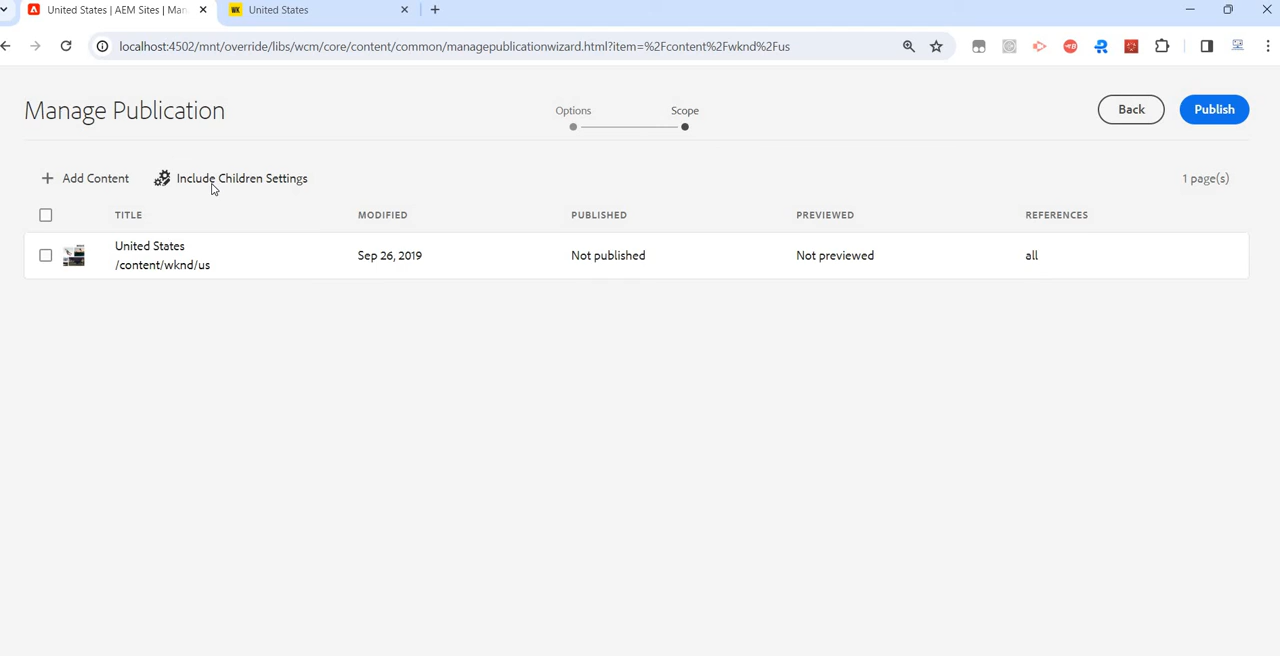 United States | AEM Sites | Man
WK United States
localhost:4502/mnt/override/libs/wcm/core/content/common/managepublicationwizard.html?item=%2Fcontent%2Fwknd%2Fus
Manage Publication
Options Scope
Back Publish
Add Content Include Children Settings 1 page(s)
TITLE MODIFIED PUBLISHED PREVIEWED REFERENCES
United States
/content/wknd/us
Sep 26, 2019 Not published Not previewed all